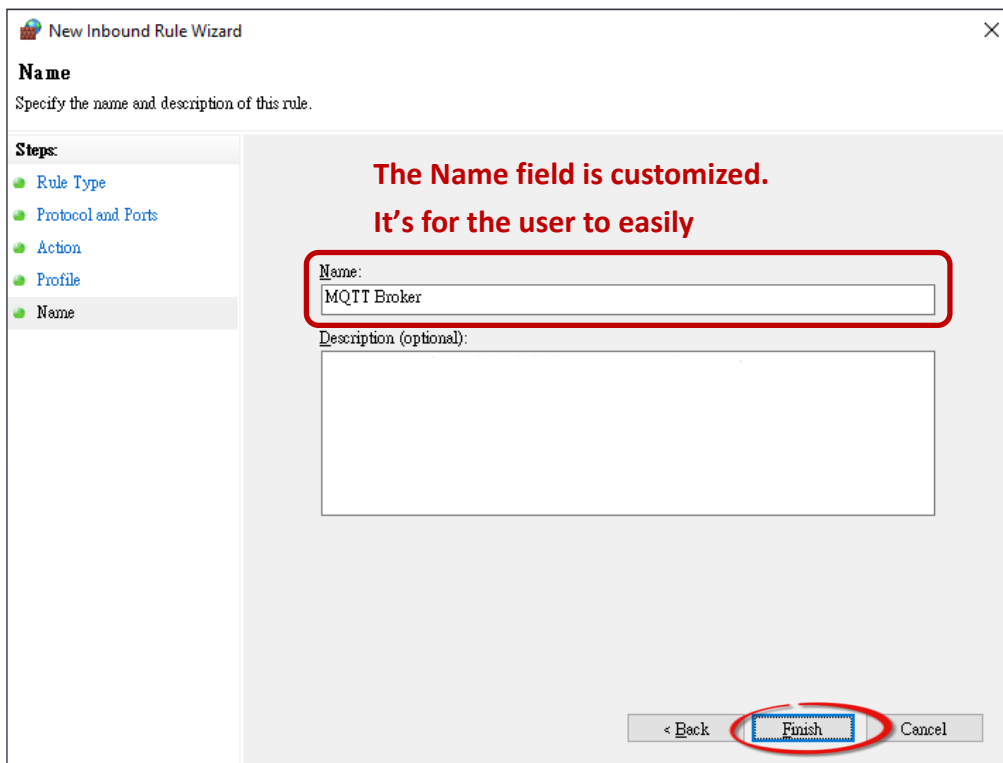 New Inbound Rule Wizard
Name
Specify the name and description of this rule.
Steps:
Rule Type
Protocol and Ports
Action
Profile
Name
The Name field is customized.
It’s for the user to easily
Name:
MQTT Broker
Description (optional):
< Back Finish Cancel